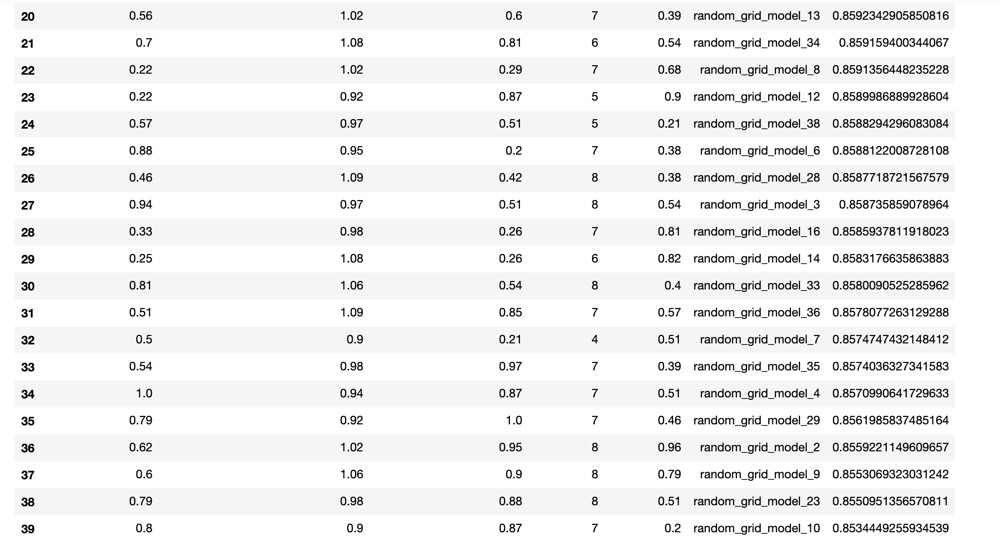 20 0.56 1.02 0.6 7 0.39 random_grid_model_13 0.8592342905850816
21 0.7 1.08 0.81 6 0.54 random_grid_model_34 0.859159400344067
22 0.22 1.02 0.29 7 0.68 random_grid_model_8 0.8591356448235228
23 0.22 0.92 0.87 5 0.9 random_grid_model_12 0.8589986889928604
24 0.57 0.97 0.51 5 0.21 random_grid_model_38 0.8588294296083084
25 0.88 0.95 0.2 7 0.38 random_grid_model_6 0.8588122008728108
26 0.46 1.09 0.42 8 0.38 random_grid_model_28 0.8587718721567579
27 0.94 0.97 0.51 8 0.54 random_grid_model_3 0.858735859078964
28 0.33 0.98 0.26 7 0.81 random_grid_model_16 0.8585937811918023
29 0.25 1.08 0.26 6 0.82 random_grid_model_14 0.8583176635863883
30 0.81 1.06 0.54 8 0.4 random_grid_model_33 0.8580090525285962
31 0.51 1.09 0.85 7 0.57 random_grid_model_36 0.8578077263129288
32 0.5 0.9 0.21 4 0.51 random_grid_model_7 0.8574747432148412
33 0.54 0.98 0.97 7 0.39 random_grid_model_35 0.8574036327341583
34 1.0 0.94 0.87 7 0.51 random_grid_model_4 0.8570990641729633
35 0.79 0.92 1.0 7 0.46 random_grid_model_29 0.8561985837485164
36 0.62 1.02 0.95 8 0.96 random_grid_model_2 0.8559221149609657
37 0.6 1.06 0.9 8 0.79 random_grid_model_9 0.8553069323031242
38 0.79 0.98 0.88 8 0.51 random_grid_model_23 0.8550951356570811
39 0.8 0.9 0.87 7 0.2 random_grid_model_10 0.8534449255934539